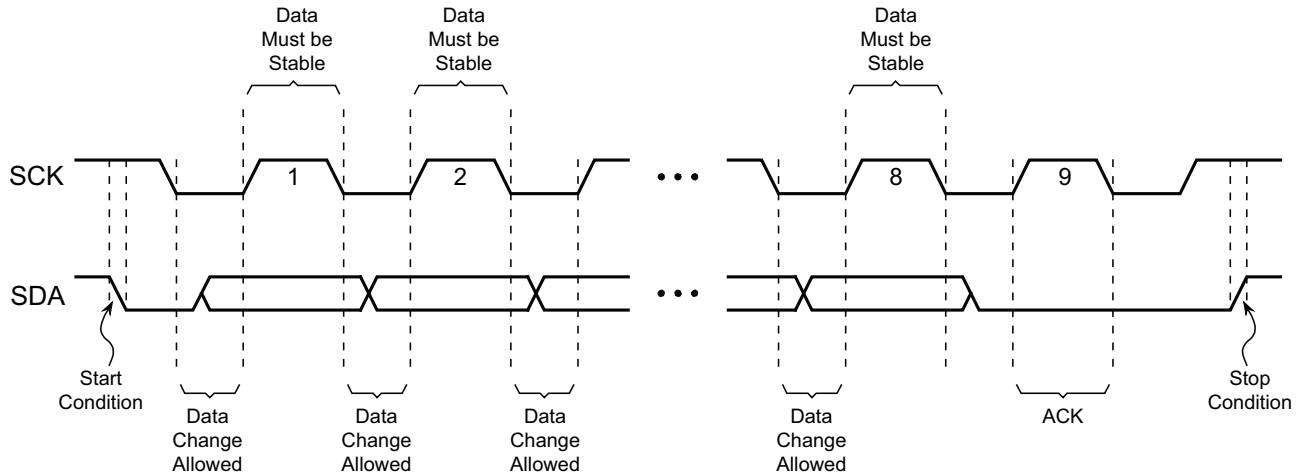 Data
Must be
Stable
Data
Must be
Stable
Data
Must be
Stable
SCK
1
2
8
9
SDA
Start
Condition
Data
Change
Allowed
Data
Change
Allowed
Data
Change
Allowed
Data
Change
Allowed
ACK
Stop
Condition